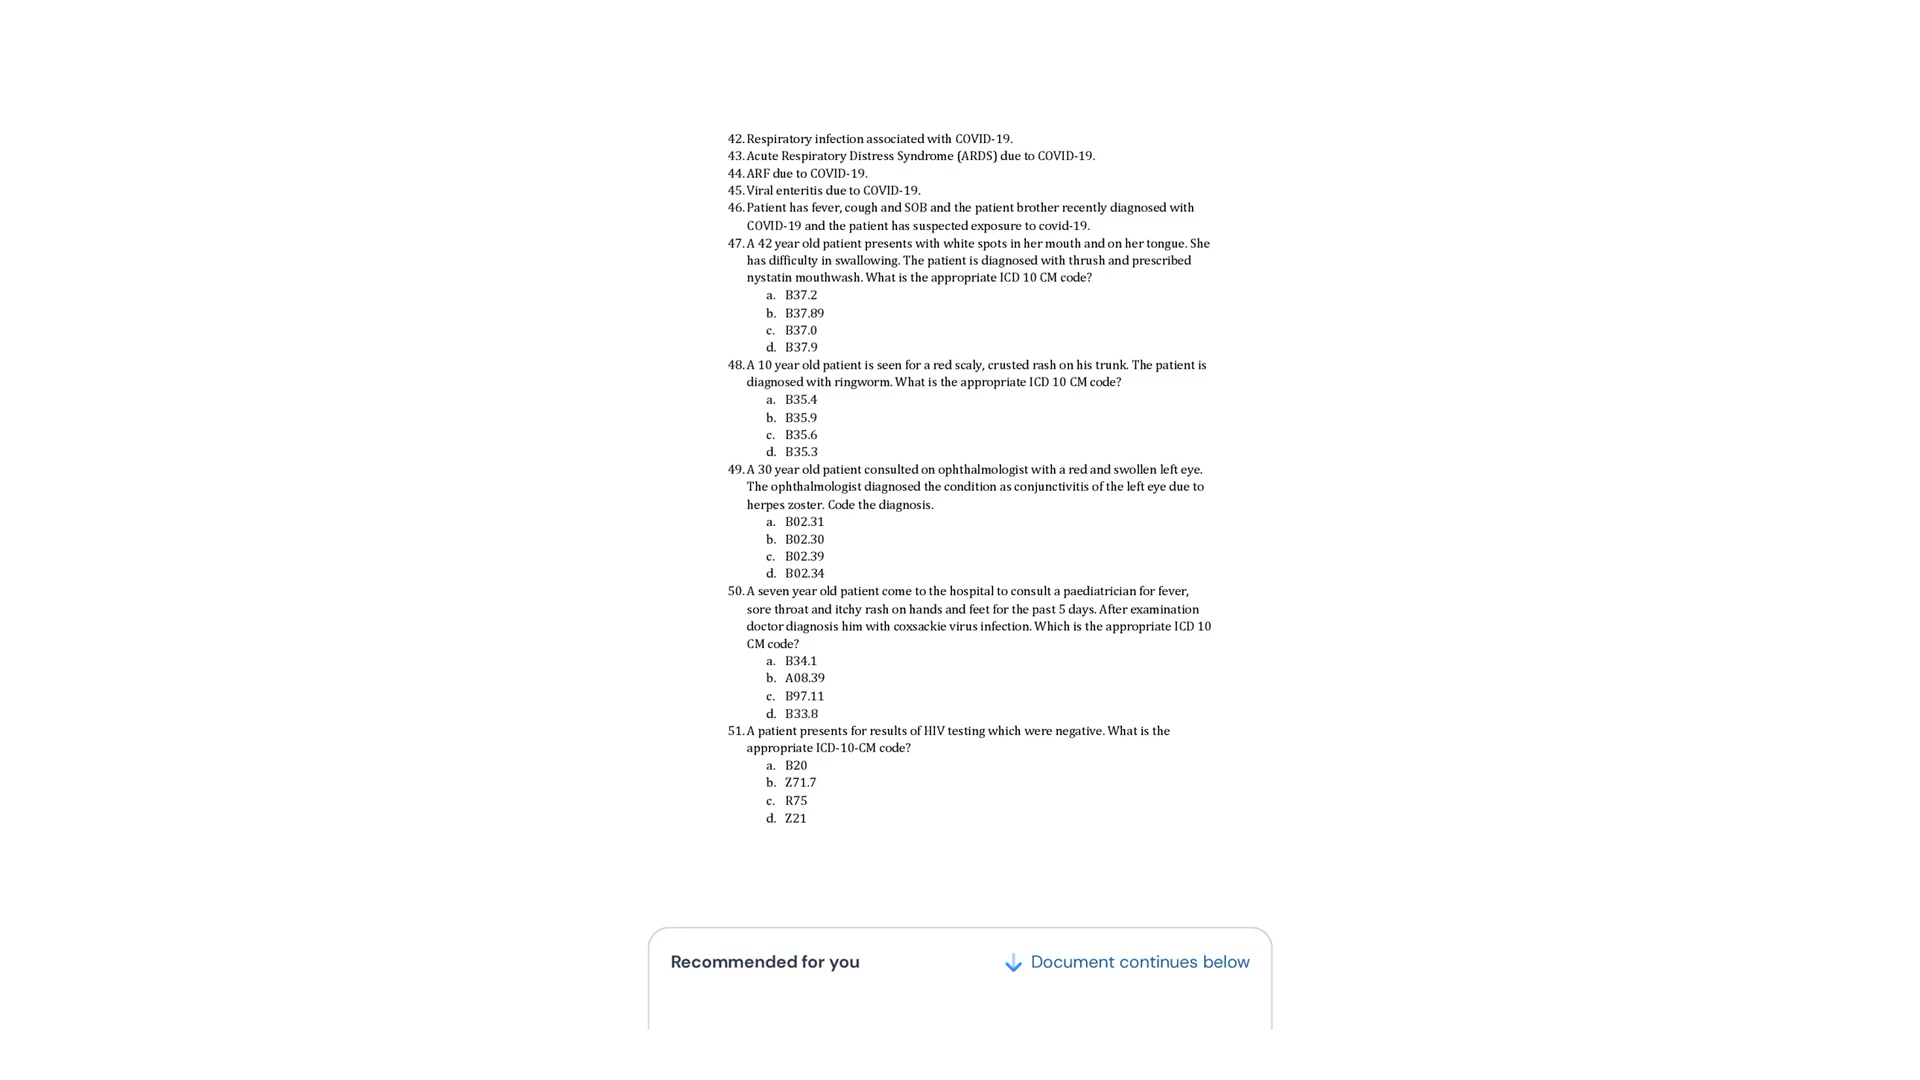 42. Respiratory infection associated with COVID-19.
43. Acute Respiratory Distress Syndrome (ARDS) due to COVID-19.
44. ARF due to COVID-19.
45. Viral enteritis due to COVID-19.
46. Patient has fever, cough and SOB and the patient brother recently diagnosed with
COVID-19 and the patient has suspected exposure to covid-19.
47. A 42 year old patient presents with white spots in her mouth and on her tongue. She
has difficulty in swallowing. The patient is diagnosed with thrush and prescribed
nystatin mouthwash. What is the appropriate ICD 10 CM code?
a. B37.2
b. B37.89
c. B37.0
d. B37.9
48. A 10 year old patient is seen for a red scaly, crusted rash on his trunk. The patient is
diagnosed with ringworm. What is the appropriate ICD 10 CM code?
a. B35.4
b. B35.9
c. B35.6
d. B35.3
49. A 30 year old patient consulted on ophthalmologist with a red and swollen left eye.
The ophthalmologist diagnosed the condition as conjunctivitis of the left eye due to
herpes zoster. Code the diagnosis.
a. B02.31
b. B02.30
c. B02.39
d. B02.34
50. A seven year old patient come to the hospital to consult a paediatrician for fever,
sore throat and itchy rash on hands and feet for the past 5 days. After examination
doctor diagnosis him with coxsackie virus infection. Which is the appropriate ICD 10
CM code?
a. B34.1
b. A08.39
c. B97.11
d. B33.8
51. A patient presents for results of HIV testing which were negative. What is the
appropriate ICD-10-CM code?
a. B20
b. Z71.7
c. R75
d. Z21
Recommended for you
Document continues below